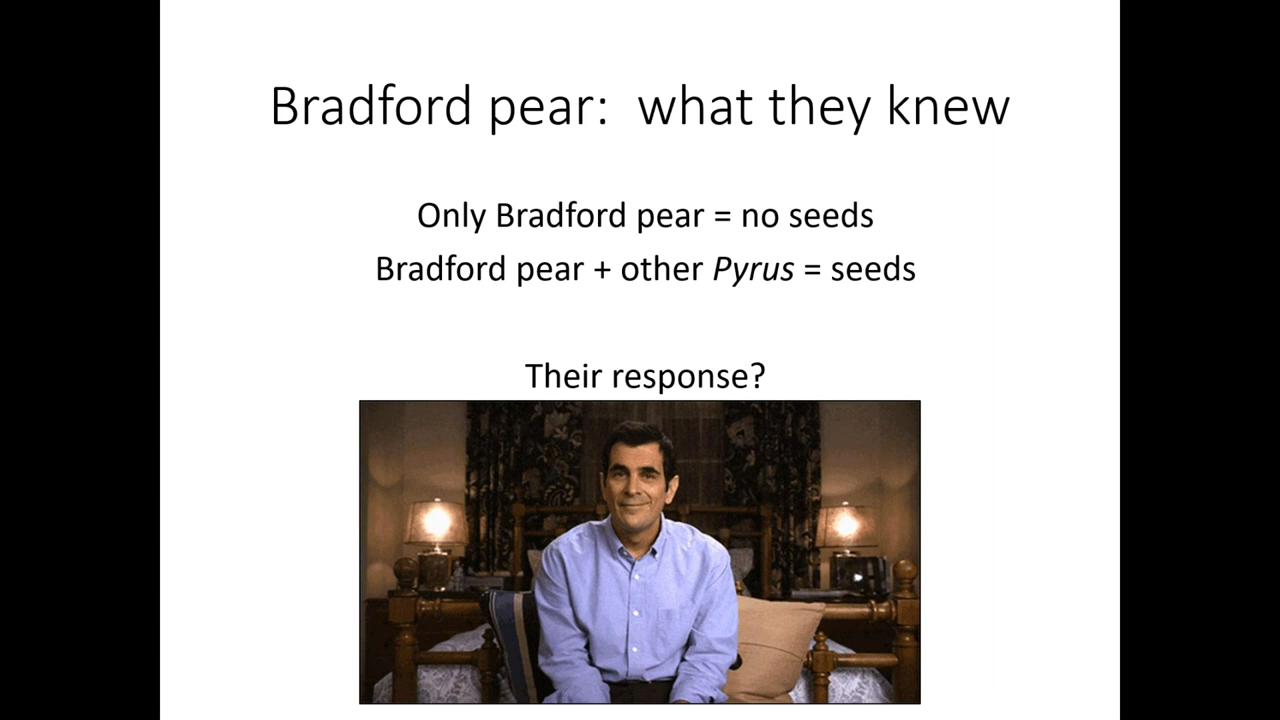 Bradford pear:  what they knew
Only Bradford pear = no seeds
Bradford pear + other Pyrus = seeds
Their response?